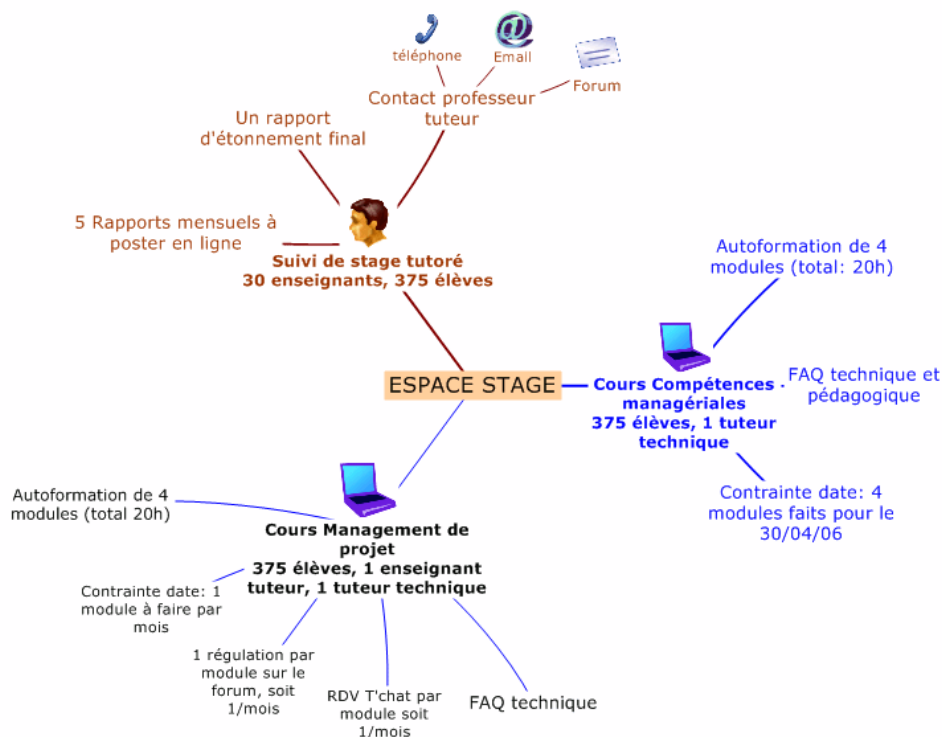 téléphone
Email
Forum
Contact professeur
tuteur
Un rapport
d'étonnement final
5 Rapports mensuels à
poster en ligne
Suivi de stage tutoré
30 enseignants, 375 élèves
Autoformation de 4
modules (total: 20h)
ESPACE STAGE
Cours Compétences
managériales
375 élèves, 1 tuteur
technique
FAQ technique et
pédagogique
Contrainte date: 4
modules faits pour le
30/04/06
Autoformation de 4
modules (total 20h)
Cours Management de
projet
375 élèves, 1 enseignant
tuteur, 1 tuteur technique
Contrainte date: 1
module à faire par
mois
1 régulation par
module sur le
forum, soit
1/mois
RDV T'chat par
module soit
1/mois
FAQ technique